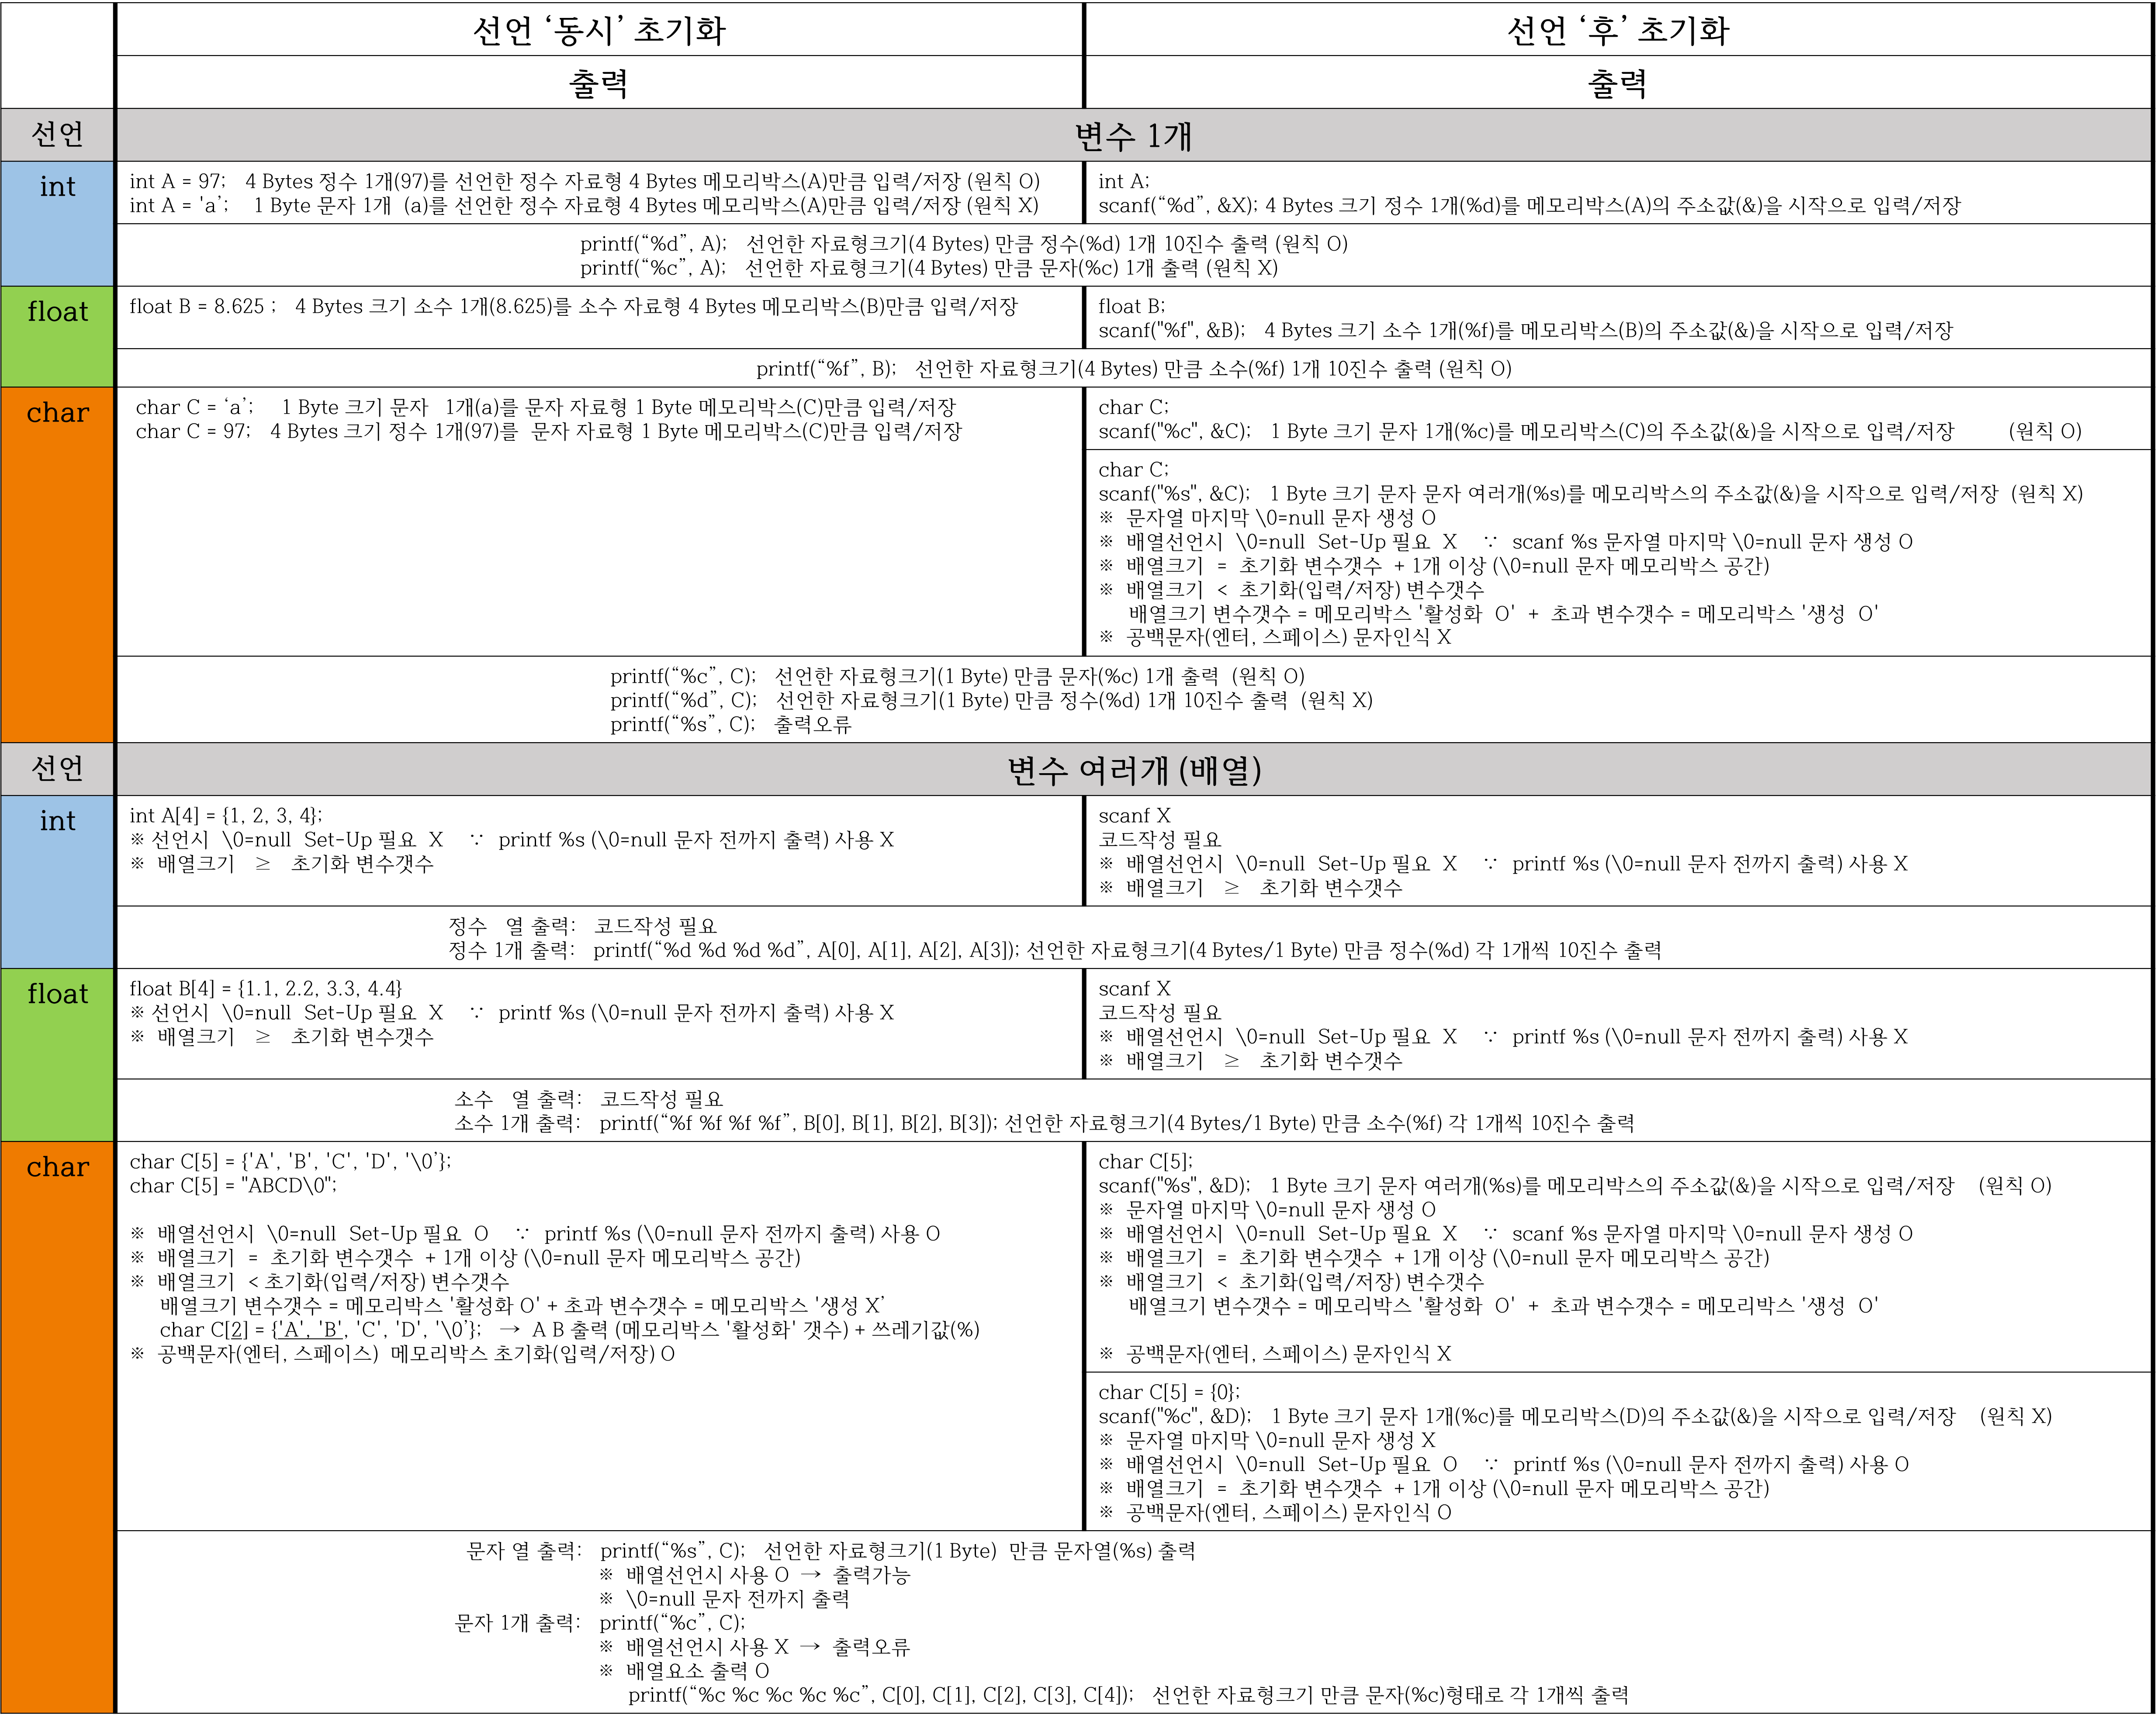 선언 ‘동시’ 초기화
선언 ‘후’ 초기화
출력
출력
선언
변수 1개
int
int A = 97;   4 Bytes 정수 1개(97)를 선언한 정수 자료형 4 Bytes 메모리박스(A)만큼 입력/저장 (원칙 O)
int A = 'a’;   1 Byte 문자 1개  (a)를 선언한 정수 자료형 4 Bytes 메모리박스(A)만큼 입력/저장 (원칙 X)
int A;
scanf(“%d”, &X); 4 Bytes 크기 정수 1개(%d)를 메모리박스(A)의 주소값(&)을 시작으로 입력/저장
printf(“%d”, A);   선언한 자료형크기(4 Bytes) 만큼 정수(%d) 1개 10진수 출력 (원칙 O)
printf(“%c”, A);   선언한 자료형크기(4 Bytes) 만큼 문자(%c) 1개 출력 (원칙 X)
float
float B = 8.625 ;   4 Bytes 크기 소수 1개(8.625)를 소수 자료형 4 Bytes 메모리박스(B)만큼 입력/저장
float B;
scanf("%f", &B);   4 Bytes 크기 소수 1개(%f)를 메모리박스(B)의 주소값(&)을 시작으로 입력/저장
printf(“%f”, B);   선언한 자료형크기(4 Bytes) 만큼 소수(%f) 1개 10진수 출력 (원칙 O)
char
char C = ‘a’;   1 Byte 크기 문자   1개(a)를 문자 자료형 1 Byte 메모리박스(C)만큼 입력/저장
char C = 97;   4 Bytes 크기 정수 1개(97)를  문자 자료형 1 Byte 메모리박스(C)만큼 입력/저장
char C;
scanf("%c", &C);   1 Byte 크기 문자 1개(%c)를 메모리박스(C)의 주소값(&)을 시작으로 입력/저장   (원칙 O)
char C;
scanf("%s", &C);   1 Byte 크기 문자 문자 여러개(%s)를 메모리박스의 주소값(&)을 시작으로 입력/저장  (원칙 X)
※ 문자열 마지막 \0=null 문자 생성 O
※ 배열선언시  \0=null  Set-Up 필요  X   ∵  scanf %s 문자열 마지막 \0=null 문자 생성 O
※ 배열크기  =  초기화 변수갯수  + 1개 이상 (\0=null 문자 메모리박스 공간)
※ 배열크기  <  초기화(입력/저장) 변수갯수
배열크기 변수갯수 = 메모리박스 '활성화  O'  +  초과 변수갯수 = 메모리박스 '생성  O'
※ 공백문자(엔터, 스페이스) 문자인식 X
printf(“%c”, C);   선언한 자료형크기(1 Byte) 만큼 문자(%c) 1개 출력  (원칙 O)
printf(“%d”, C);   선언한 자료형크기(1 Byte) 만큼 정수(%d) 1개 10진수 출력  (원칙 X)
printf(“%s”, C);   출력오류
선언
변수 여러개 (배열)
int
int A[4] = {1, 2, 3, 4};
※ 선언시  \0=null  Set-Up 필요  X   ∵  printf %s (\0=null 문자 전까지 출력) 사용 X
※ 배열크기  ≥  초기화 변수갯수
scanf X
코드작성 필요
※ 배열선언시  \0=null  Set-Up 필요  X   ∵  printf %s (\0=null 문자 전까지 출력) 사용 X
※ 배열크기  ≥  초기화 변수갯수
정수   열 출력:   코드작성 필요
정수 1개 출력:   printf(“%d %d %d %d”, A[0], A[1], A[2], A[3]); 선언한 자료형크기(4 Bytes/1 Byte) 만큼 정수(%d) 각 1개씩 10진수 출력
float
float B[4] = {1.1, 2.2, 3.3, 4.4}
※ 선언시  \0=null  Set-Up 필요  X   ∵  printf %s (\0=null 문자 전까지 출력) 사용 X
※ 배열크기  ≥  초기화 변수갯수
scanf X
코드작성 필요
※ 배열선언시  \0=null  Set-Up 필요  X   ∵  printf %s (\0=null 문자 전까지 출력) 사용 X
※ 배열크기  ≥  초기화 변수갯수
소수   열 출력:   코드작성 필요
소수 1개 출력:   printf(“%f %f %f %f”, B[0], B[1], B[2], B[3]); 선언한 자료형크기(4 Bytes/1 Byte) 만큼 소수(%f) 각 1개씩 10진수 출력
char
char C[5] = {'A', 'B', 'C', 'D', '\0’};
char C[5] = "ABCD\0";
※ 배열선언시  \0=null  Set-Up 필요  O   ∵  printf %s (\0=null 문자 전까지 출력) 사용 O
※ 배열크기  =  초기화 변수갯수  + 1개 이상 (\0=null 문자 메모리박스 공간)
※ 배열크기  < 초기화(입력/저장) 변수갯수
배열크기 변수갯수 = 메모리박스 '활성화 O' + 초과 변수갯수 = 메모리박스 '생성 X’
char C[2] = {'A', 'B', 'C', 'D', '\0’};  →  A B 출력 (메모리박스 '활성화' 갯수) + 쓰레기값(%)
※ 공백문자(엔터, 스페이스)  메모리박스 초기화(입력/저장) O
char C[5];
scanf("%s", &D);   1 Byte 크기 문자 여러개(%s)를 메모리박스의 주소값(&)을 시작으로 입력/저장   (원칙 O)
※ 문자열 마지막 \0=null 문자 생성 O
※ 배열선언시  \0=null  Set-Up 필요  X   ∵  scanf %s 문자열 마지막 \0=null 문자 생성 O
※ 배열크기  =  초기화 변수갯수  + 1개 이상 (\0=null 문자 메모리박스 공간)
※ 배열크기  <  초기화(입력/저장) 변수갯수
배열크기 변수갯수 = 메모리박스 '활성화  O'  +  초과 변수갯수 = 메모리박스 '생성  O'
※ 공백문자(엔터, 스페이스) 문자인식 X
char C[5] = {0};
scanf("%c", &D);   1 Byte 크기 문자 1개(%c)를 메모리박스(D)의 주소값(&)을 시작으로 입력/저장   (원칙 X)
※ 문자열 마지막 \0=null 문자 생성 X
※ 배열선언시  \0=null  Set-Up 필요  O   ∵  printf %s (\0=null 문자 전까지 출력) 사용 O
※ 배열크기  =  초기화 변수갯수  + 1개 이상 (\0=null 문자 메모리박스 공간)
※ 공백문자(엔터, 스페이스) 문자인식 O
문자 열 출력:   printf(“%s”, C);   선언한 자료형크기(1 Byte)  만큼 문자열(%s) 출력
※ 배열선언시 사용 O  →  출력가능
※ \0=null 문자 전까지 출력
문자 1개 출력:   printf(“%c”, C);
※ 배열선언시 사용 X  →  출력오류
※ 배열요소 출력 O
printf(“%c %c %c %c %c”, C[0], C[1], C[2], C[3], C[4]);   선언한 자료형크기 만큼 문자(%c)형태로 각 1개씩 출력